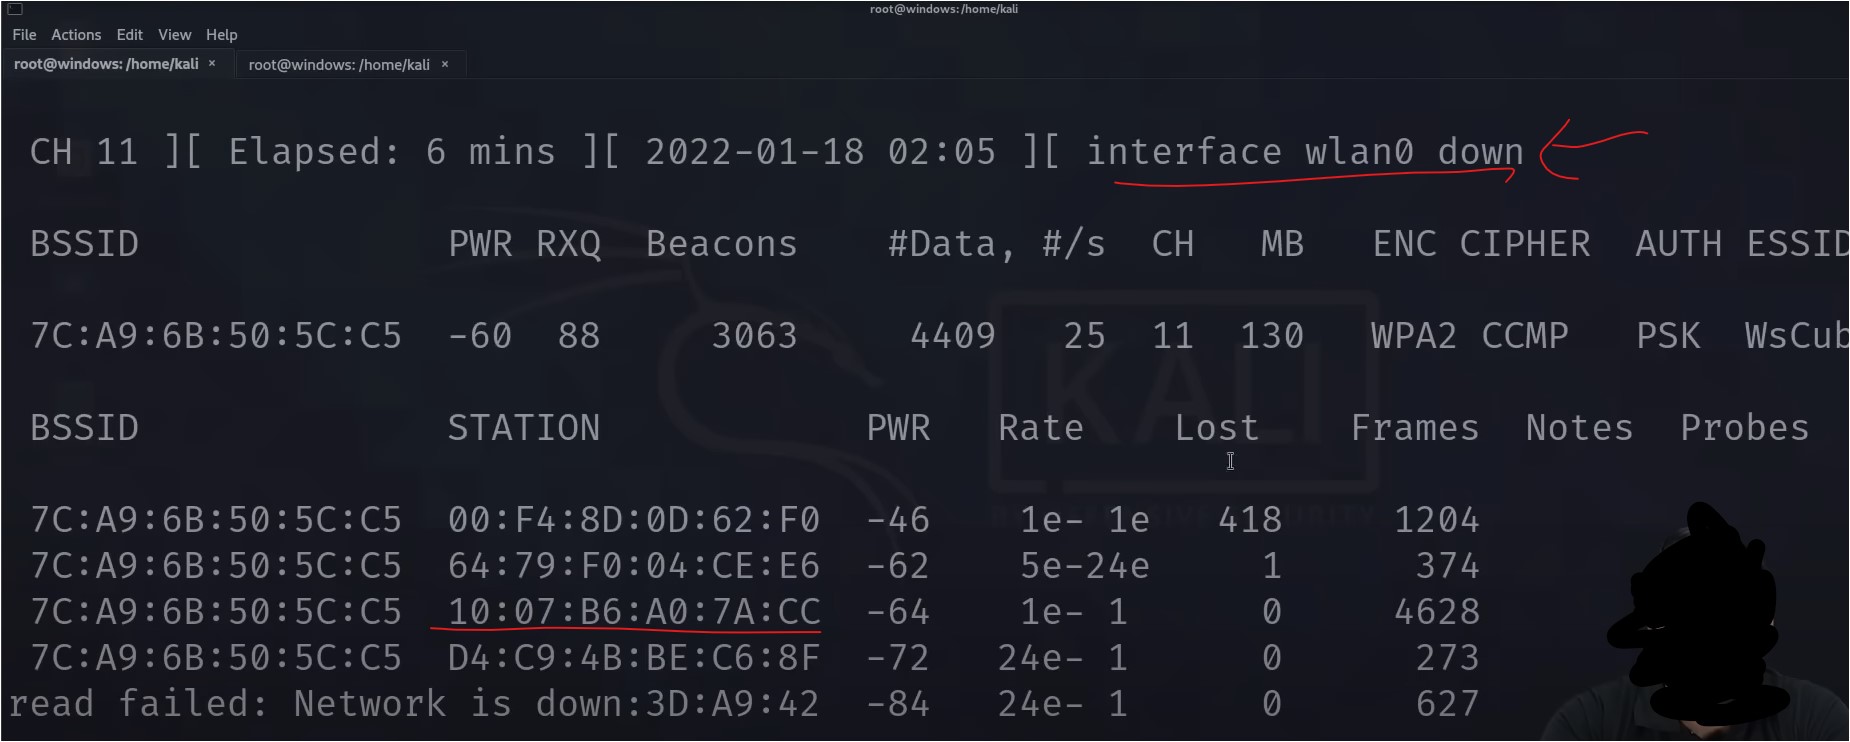 root@windows: /home/kali
File Actions Edit View Help
root@windows: /home/kali × root@windows: /home/kali ×
CH 11 ][ Elapsed: 6 mins ][ 2022-01-18 02:05 ][ interface wlan0 down
BSSID PWR RXQ Beacons #Data, #/s CH MB ENC CIPHER AUTH ESSID
7C:A9:6B:50:5C:C5 -60 88 3063 4409 25 11 130 WPA2 CCMP PSK WsCub
BSSID STATION PWR Rate Lost Frames Notes Probes
7C:A9:6B:50:5C:C5 00:F4:8D:0D:62:F0 -46 1e- 1e 418 1204
7C:A9:6B:50:5C:C5 64:79:F0:04:CE:E6 -62 5e-24e 1 374
7C:A9:6B:50:5C:C5 10:07:B6:A0:7A:CC -64 1e- 1 0 4628
7C:A9:6B:50:5C:C5 D4:C9:4B:BE:C6:8F -72 24e- 1 0 273
read failed: Network is down:3D:A9:42 -84 24e- 1 0 627
KALI